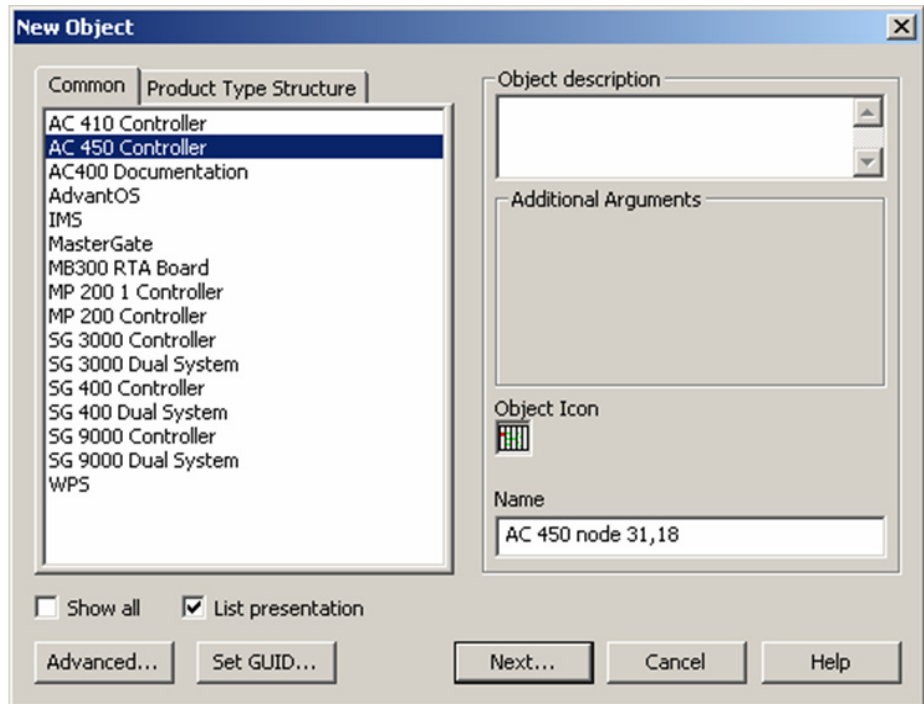 New Object
Common
Product Type Structure
AC 410 Controller
AC 450 Controller
AC400 Documentation
AdvantOS
IMS
MasterGate
MB300 RTA Board
MP 200 1 Controller
MP 200 Controller
SG 3000 Controller
SG 3000 Dual System
SG 400 Controller
SG 400 Dual System
SG 9000 Controller
SG 9000 Dual System
WPS
Object description
Additional Arguments
Object Icon
Name
AC 450 node 31,18
Show all
List presentation
Advanced...
Set GUID...
Next...
Cancel
Help